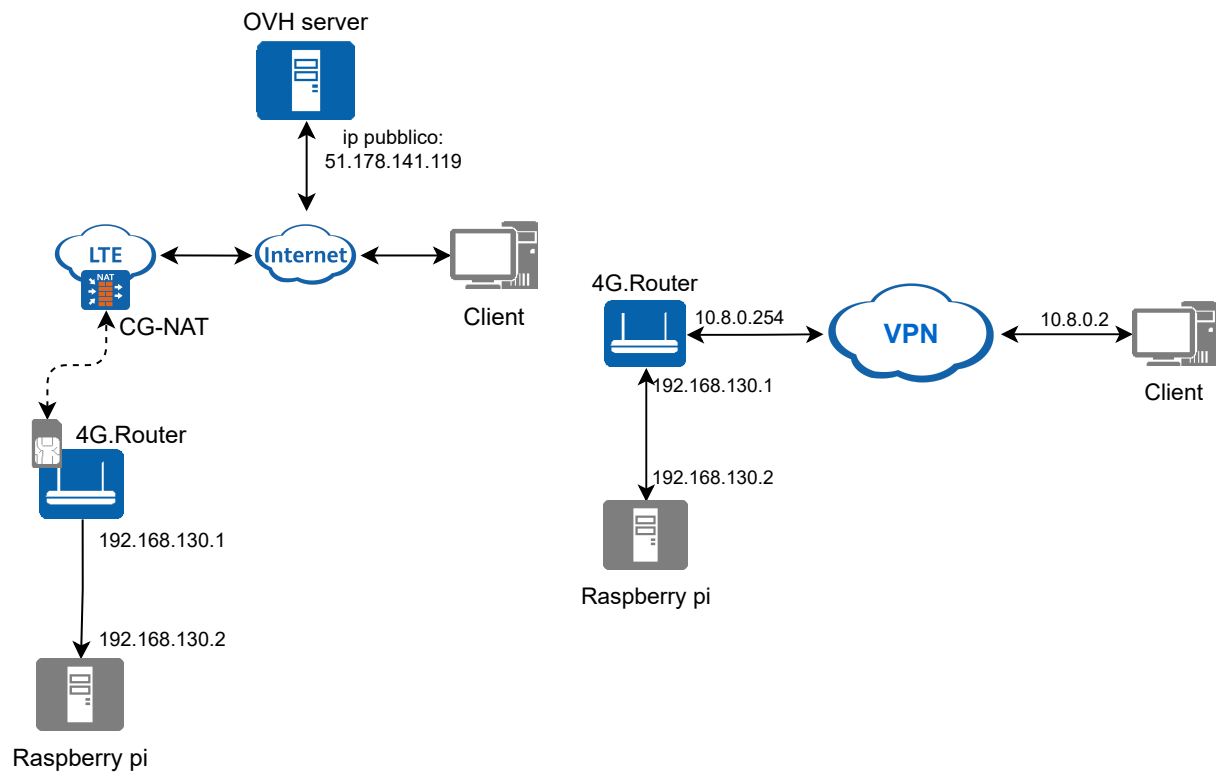 OVH server
ip pubblico:
51.178.141.119
LTE
NAT
Internet
CG-NAT
Client
4G.Router
192.168.130.1
192.168.130.2
Raspberry pi
4G.Router
10.8.0.254
VPN
10.8.0.2
Client
192.168.130.1
192.168.130.2
Raspberry pi